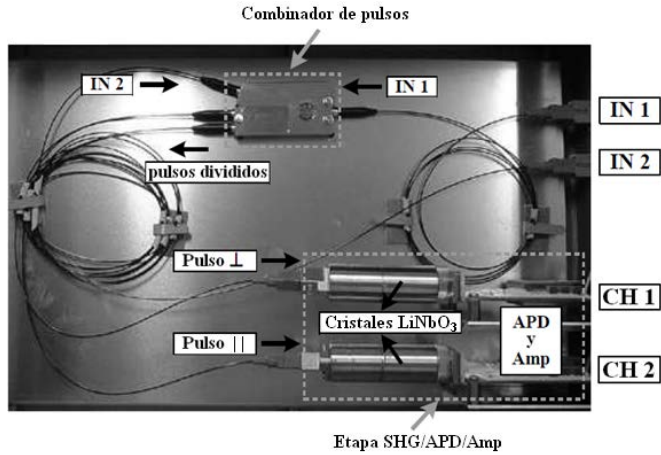 Combinador de pulsos
IN 2
IN 1
IN 1
IN 2
pulsos divididos
Pulso ⊥
CH 1
Cristales LiNbO3
APD
y
Amp
Pulso ||
CH 2
Etapa SHG/APD/Amp